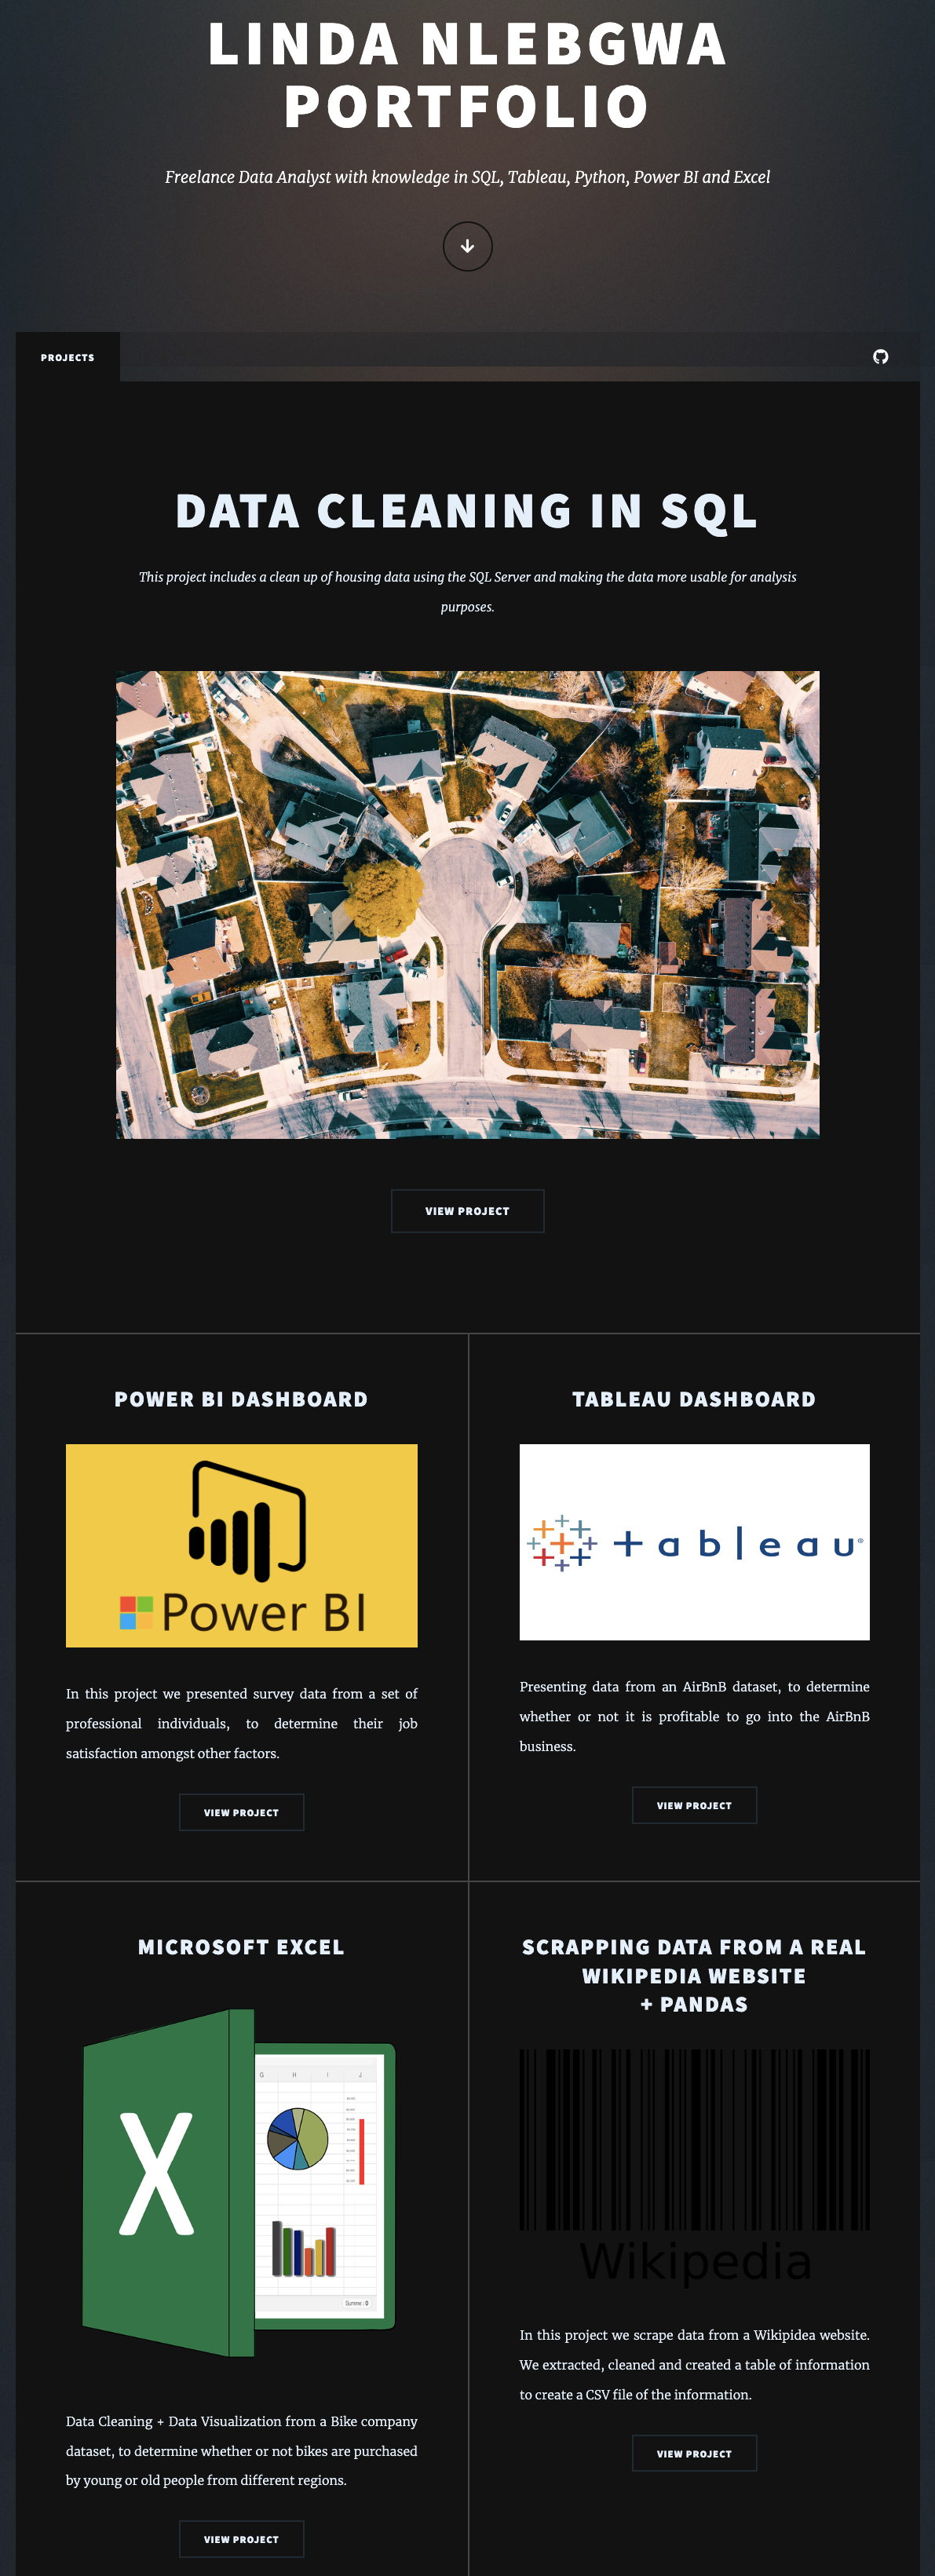 LINDA NLEBGWA
PORTFOLIO
Freelance Data Analyst with knowledge in SQL, Tableau, Python, Power BI and Excel
PROJECTS
DATA CLEANING IN SQL
This project includes a clean up of housing data using the SQL Server and making the data more usable for analysis
purposes.
VIEW PROJECT
POWER BI DASHBOARD
Power BI
In this project we presented survey data from a set of
professional individuals, to determine their job
satisfaction amongst other factors.
VIEW PROJECT
TABLEAU DASHBOARD
+ a b l e a u®
Presenting data from an AirBnB dataset, to determine
whether or not it is profitable to go into the AirBnB
business.
VIEW PROJECT
MICROSOFT EXCEL
X
G H I J
Summe : 0
Data Cleaning + Data Visualization from a Bike company
dataset, to determine whether or not bikes are purchased
by young or old people from different regions.
VIEW PROJECT
SCRAPPING DATA FROM A REAL
WIKIPEDIA WEBSITE
+ PANDAS
Wikipedia
In this project we scrape data from a Wikipidea website.
We extracted, cleaned and created a table of information
to create a CSV file of the information.
VIEW PROJECT